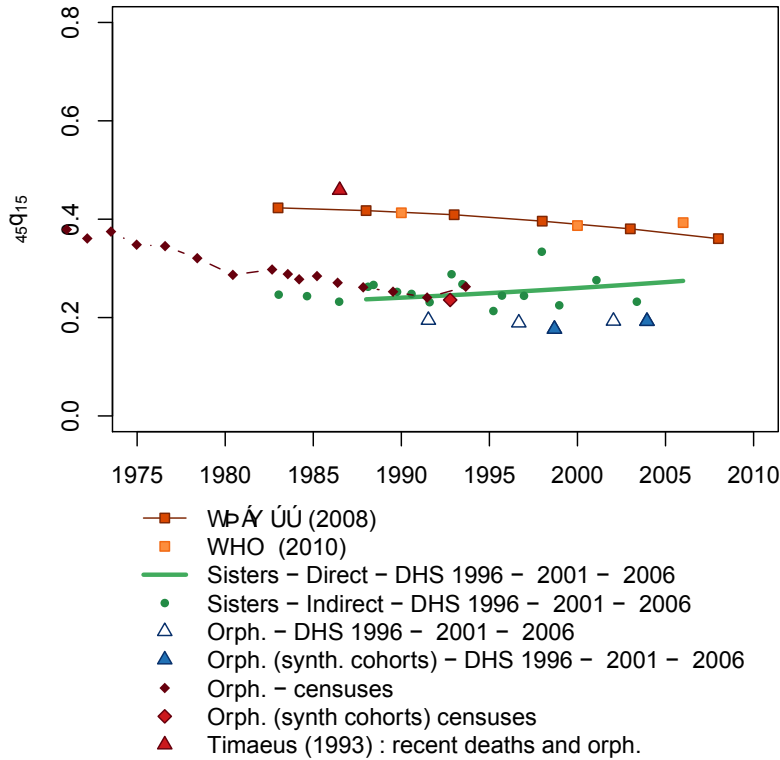 0.8
0.6
0.4
0.2
0.0
45q15
1975 1980 1985 1990 1995 2000 2005 2010
WÞÁY ÚÚ (2008)
WHO (2010)
Sisters − Direct − DHS 1996 − 2001 − 2006
Sisters − Indirect − DHS 1996 − 2001 − 2006
Orph. − DHS 1996 − 2001 − 2006
Orph. (synth. cohorts) − DHS 1996 − 2001 − 2006
Orph. − censuses
Orph. (synth cohorts) censuses
Timaeus (1993) : recent deaths and orph.